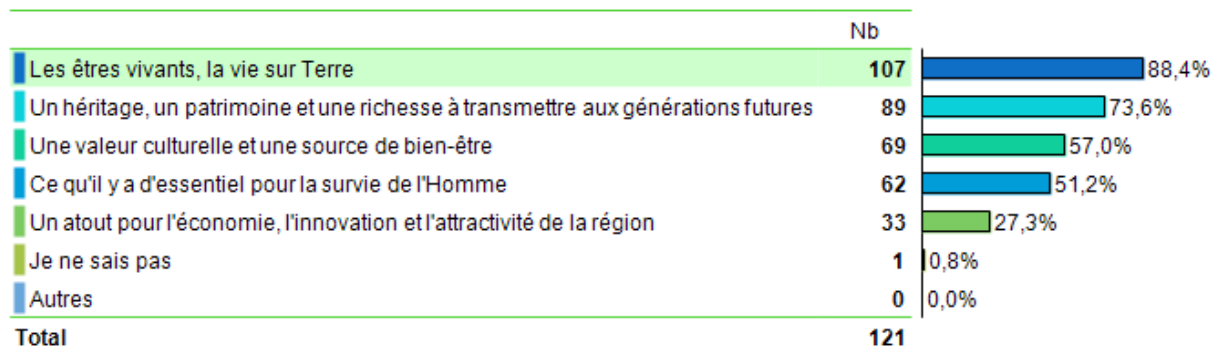 Nb
Les êtres vivants, la vie sur Terre 107 88,4%
Un héritage, un patrimoine et une richesse à transmettre aux générations futures 89 73,6%
Une valeur culturelle et une source de bien-être 69 57,0%
Ce qu'il y a d'essentiel pour la survie de l'Homme 62 51,2%
Un atout pour l'économie, l'innovation et l'attractivité de la région 33 27,3%
Je ne sais pas 1 0,8%
Autres 0 0,0%
Total 121